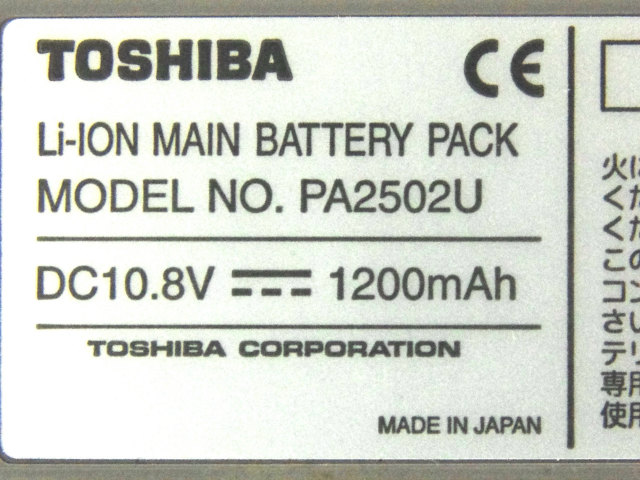 TOSHIBA CE
Li-ION MAIN BATTERY PACK
MODEL NO. PA2502U
DC10.8V ⎓ 1200mAh
TOSHIBA CORPORATION
MADE IN JAPAN
火に
くだ
くた
この
コン
さい
テリ
専用
使用